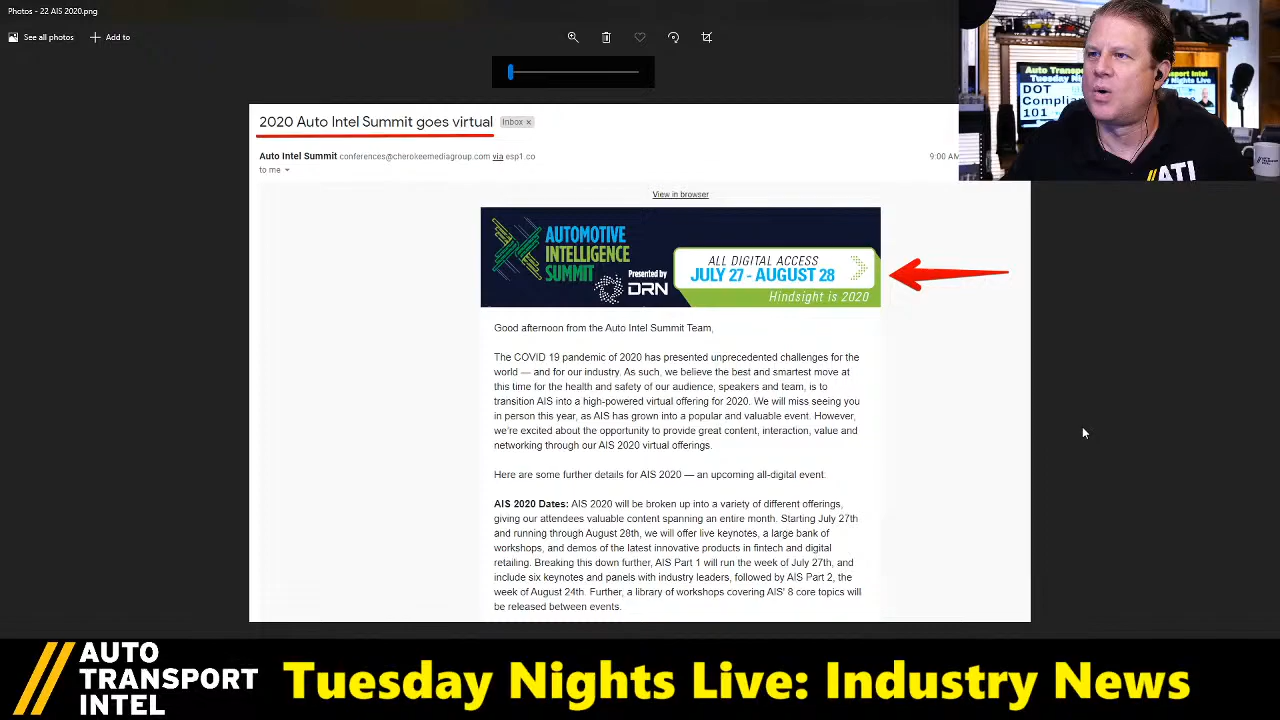 Photos - 22 AIS 2020.png
See all photos
Add to
2020 Auto Intel Summit goes virtual
Inbox ×
Auto Intel Summit conferences@cherokeemediagroup.com via esp1.co
9:00 AM
to me
View in browser
AUTOMOTIVE
INTELLIGENCE
SUMMIT
Presented by
DRN
ALL DIGITAL ACCESS
JULY 27 - AUGUST 28
Hindsight is 2020
Good afternoon from the Auto Intel Summit Team,
The COVID 19 pandemic of 2020 has presented unprecedented challenges for the
world — and for our industry. As such, we believe the best and smartest move at
this time for the health and safety of our audience, speakers and team, is to
transition AIS into a high-powered virtual offering for 2020. We will miss seeing you
in person this year, as AIS has grown into a popular and valuable event. However,
we're excited about the opportunity to provide great content, interaction, value and
networking through our AIS 2020 virtual offerings.
Here are some further details for AIS 2020 — an upcoming all-digital event.
AIS 2020 Dates: AIS 2020 will be broken up into a variety of different offerings,
giving our attendees valuable content spanning an entire month. Starting July 27th
and running through August 28th, we will offer live keynotes, a large bank of
workshops, and demos of the latest innovative products in fintech and digital
retailing. Breaking this down further, AIS Part 1 will run the week of July 27th, and
include six keynotes and panels with industry leaders, followed by AIS Part 2, the
week of August 24th. Further, a library of workshops covering AIS' 8 core topics will
be released between events.
Auto Transpo
Tuesday Nig
DOT
Complia
101
nsport Intel
ights Live
ATI
AUTO
TRANSPORT
INTEL
Tuesday Nights Live: Industry News